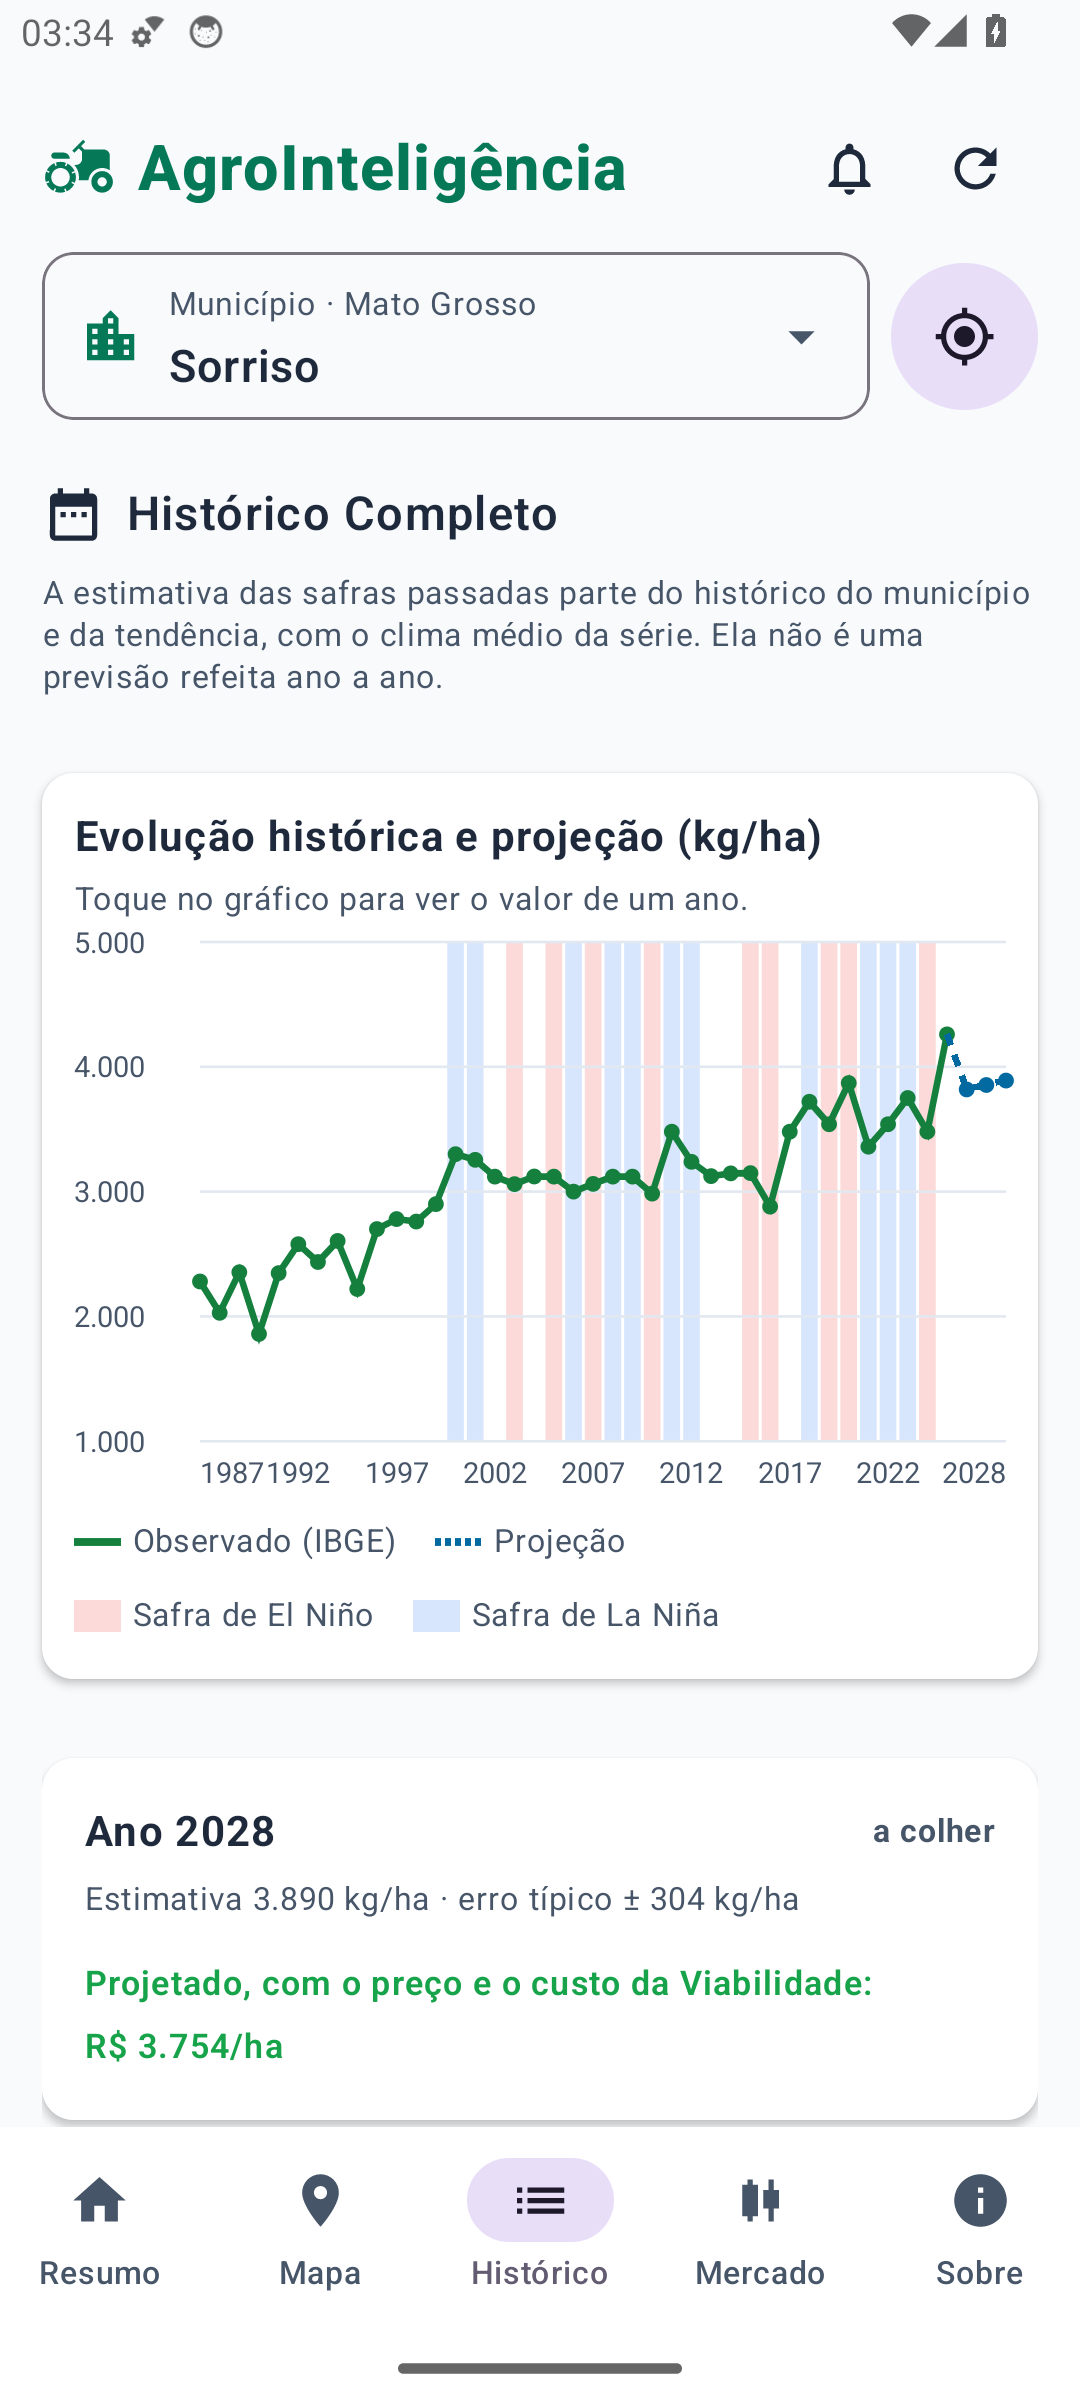 03:34
AgroInteligência
Município · Mato Grosso
Sorriso
Histórico Completo
A estimativa das safras passadas parte do histórico do município
e da tendência, com o clima médio da série. Ela não é uma
previsão refeita ano a ano.
Evolução histórica e projeção (kg/ha)
Toque no gráfico para ver o valor de um ano.
5.000
4.000
3.000
2.000
1.000
1987 1992 1997 2002 2007 2012 2017 2022 2028
Observado (IBGE) Projeção
Safra de El Niño Safra de La Niña
Ano 2028 a colher
Estimativa 3.890 kg/ha · erro típico ± 304 kg/ha
Projetado, com o preço e o custo da Viabilidade:
R$ 3.754/ha
Resumo Mapa Histórico Mercado Sobre